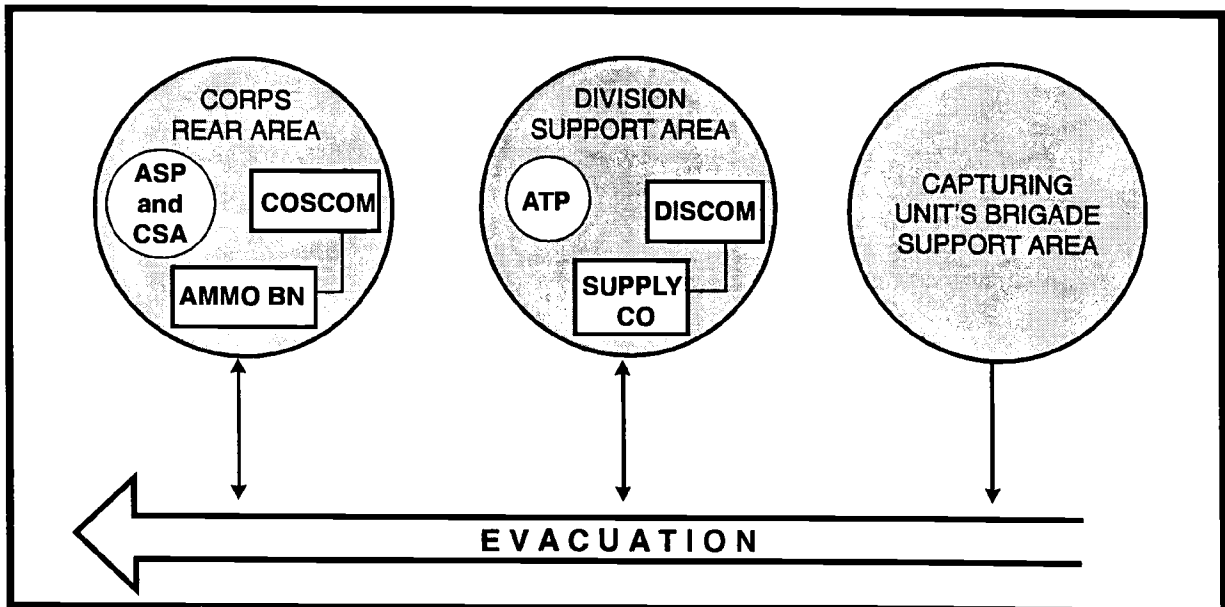 CORPS
REAR AREA
ASP
and
CSA
COSCOM
AMMO BN
DIVISION
SUPPORT AREA
ATP
DISCOM
SUPPLY
CO
CAPTURING
UNIT'S BRIGADE
SUPPORT AREA
EVACUATION